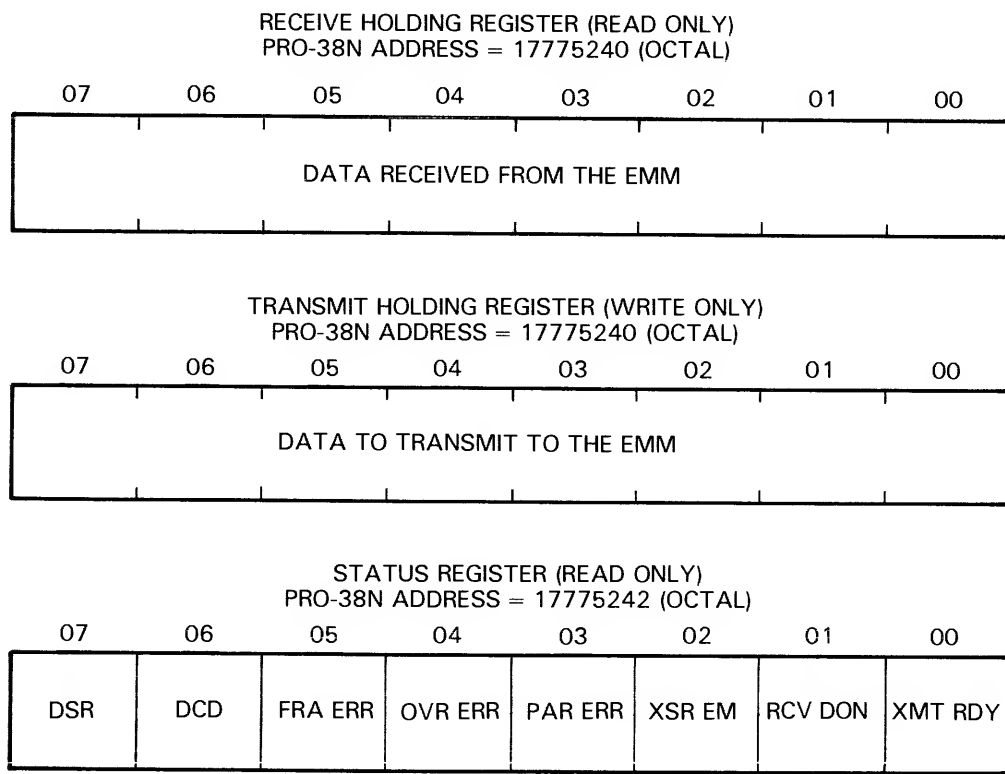 RECEIVE HOLDING REGISTER (READ ONLY)
PRO-38N ADDRESS = 17775240 (OCTAL)
07 06 05 04 03 02 01 00
DATA RECEIVED FROM THE EMM
TRANSMIT HOLDING REGISTER (WRITE ONLY)
PRO-38N ADDRESS = 17775240 (OCTAL)
07 06 05 04 03 02 01 00
DATA TO TRANSMIT TO THE EMM
STATUS REGISTER (READ ONLY)
PRO-38N ADDRESS = 17775242 (OCTAL)
07 06 05 04 03 02 01 00
DSR DCD FRA ERR OVR ERR PAR ERR XSR EM RCV DON XMT RDY